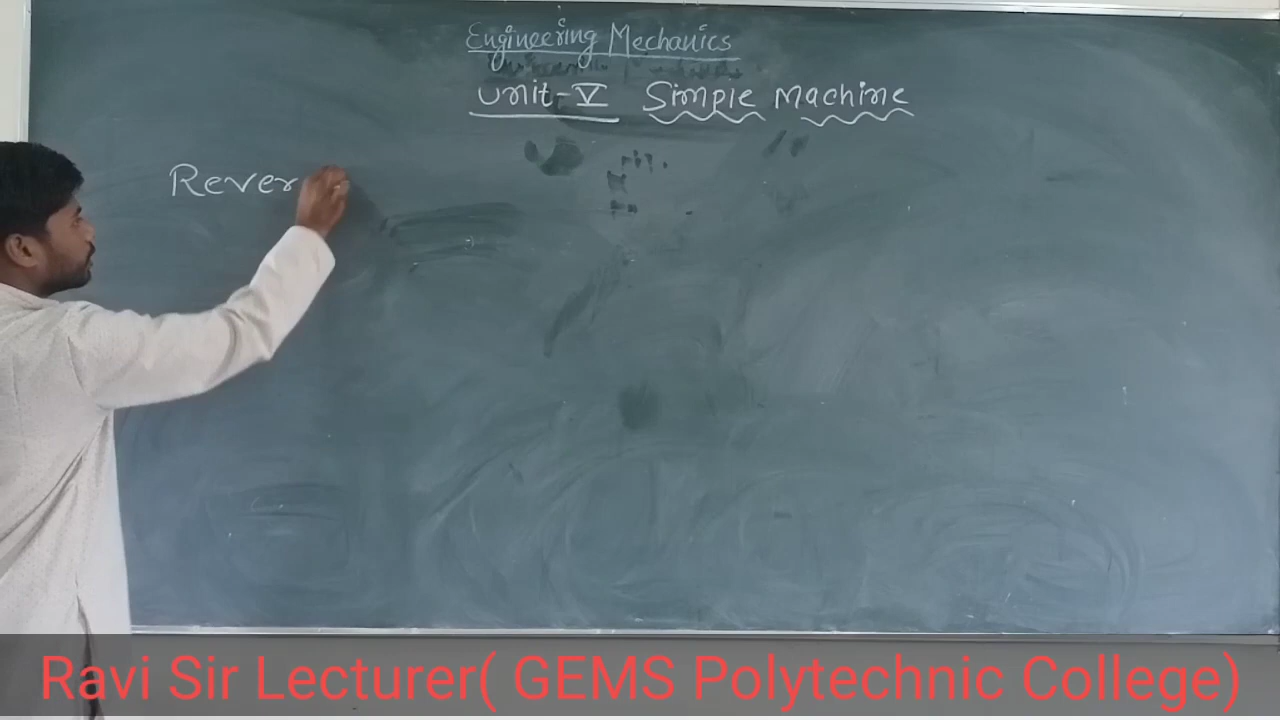 Engineering Mechanics
Unit-V Simple Machine
Rever
Ravi Sir Lecturer( GEMS Polytechnic College)